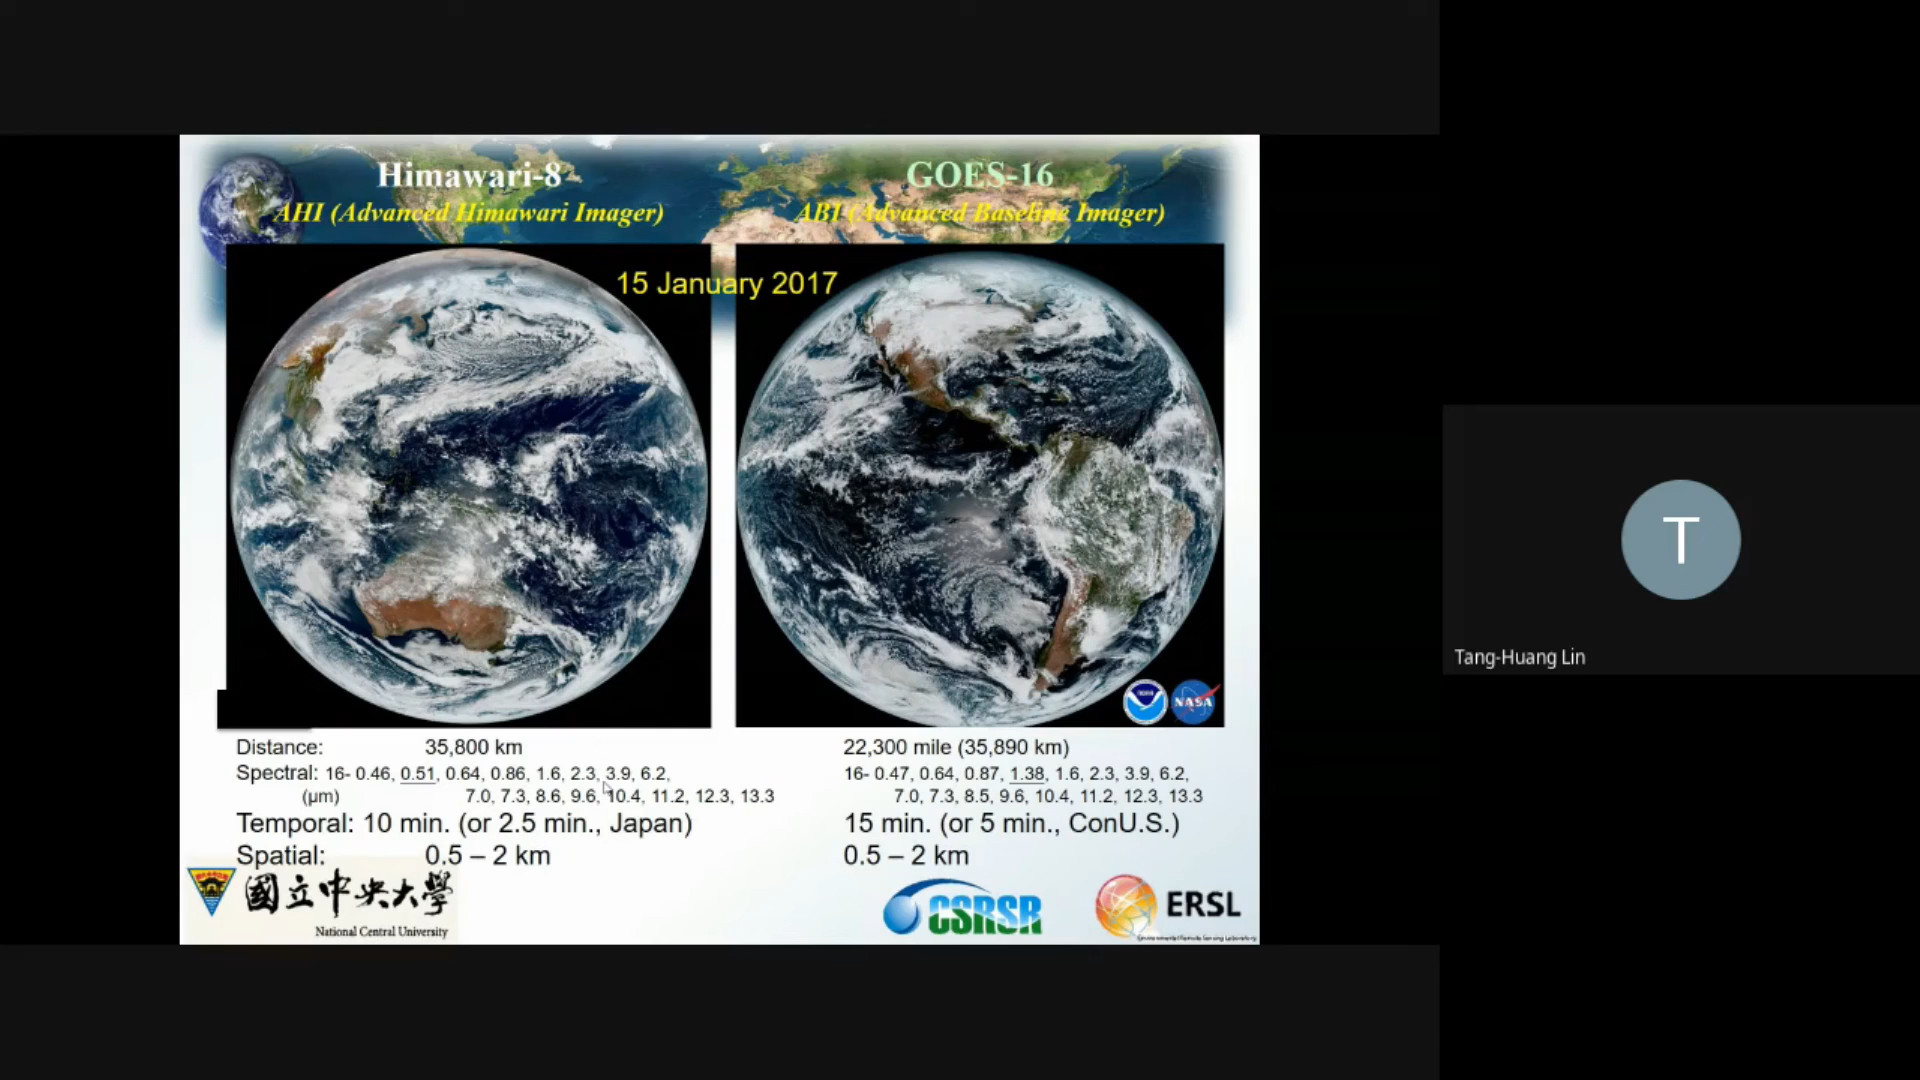 Himawari-8
AHI (Advanced Himawari Imager)
GOES-16
ABI (Advanced Baseline Imager)
15 January 2017
NOAA
NASA
Distance: 35,800 km
Spectral: 16- 0.46, 0.51, 0.64, 0.86, 1.6, 2.3, 3.9, 6.2,
(μm) 7.0, 7.3, 8.6, 9.6, 10.4, 11.2, 12.3, 13.3
Temporal: 10 min. (or 2.5 min., Japan)
Spatial: 0.5 – 2 km
22,300 mile (35,890 km)
16- 0.47, 0.64, 0.87, 1.38, 1.6, 2.3, 3.9, 6.2,
7.0, 7.3, 8.5, 9.6, 10.4, 11.2, 12.3, 13.3
15 min. (or 5 min., ConU.S.)
0.5 – 2 km
國立中央大學
National Central University
CSRSR
ERSL
Environmental Remote Sensing Laboratory
T
Tang-Huang Lin